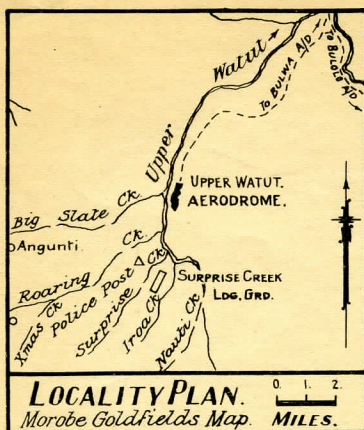 Upper Watut
To BULWA A/D
To BULOLO A/D
UPPER WATUT.
AERODROME.
Big Slate Ck
Angunti.
Roaring Ck.
Xmas Ck
Police Post
Surprise Ck
Iroa Ck
Nauti Ck
SURPRISE CREEK
LDG. GRD.
LOCALITY PLAN.
Morobe Goldfields Map.
0. 1. 2.
MILES.